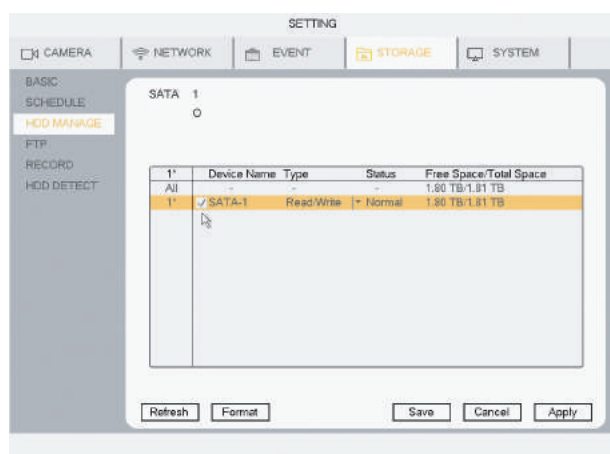 SETTING
CAMERA NETWORK EVENT STORAGE SYSTEM
BASIC
SCHEDULE
HDD MANAGE
FTP
RECORD
HDD DETECT
SATA 1
O
1* Device Name Type Status Free Space/Total Space
All - - - 1.80 TB/1.81 TB
1* SATA-1 Read/Write Normal 1.80 TB/1.81 TB
Refresh Format Save Cancel Apply